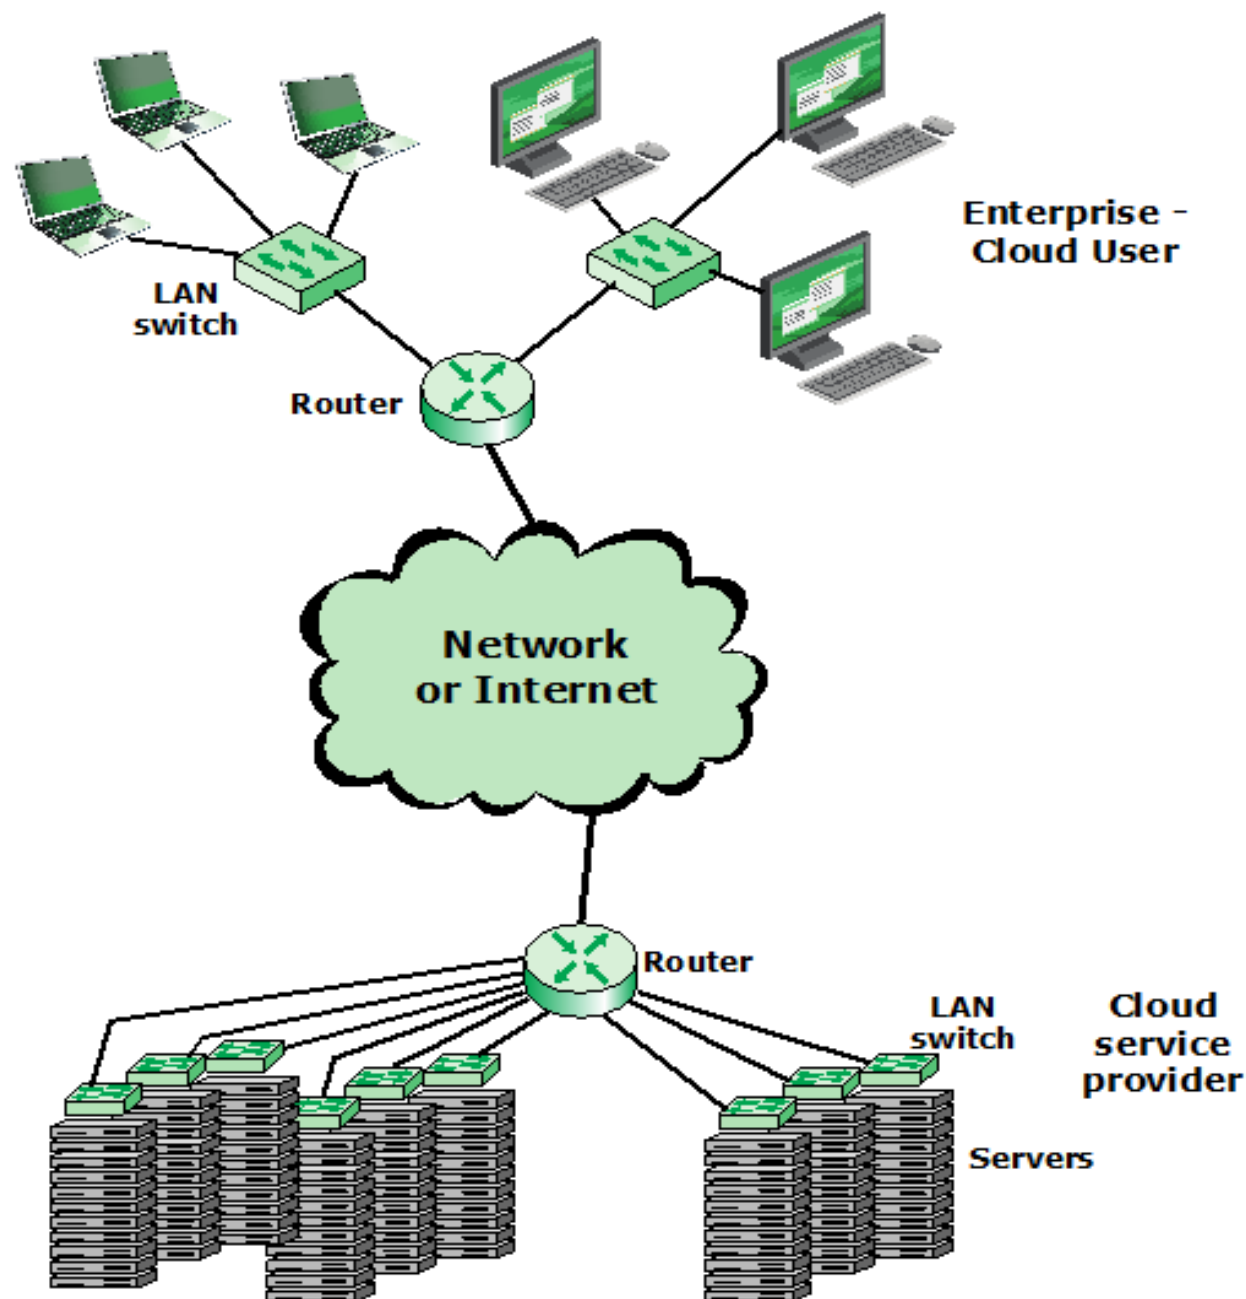 Enterprise -
Cloud User
LAN
switch
Router
Network
or Internet
Router
LAN
switch
Cloud
service
provider
Servers